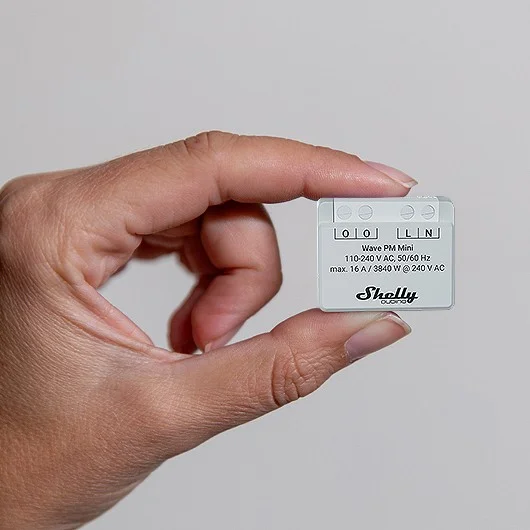 O O L N
Wave PM Mini
110-240 V AC, 50/60 Hz
max. 16 A / 3840 W @ 240 V AC
Shelly
QUBINO